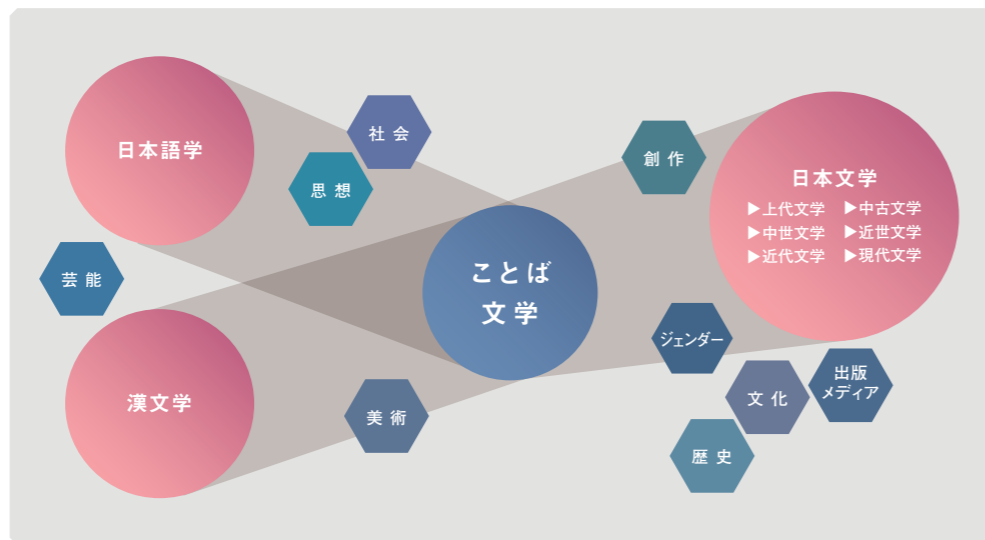 日本語学
社会
思想
芸能
漢文学
美術
ことば
文学
創作
日本文学
▶上代文学 ▶中古文学
▶中世文学 ▶近世文学
▶近代文学 ▶現代文学
ジェンダー
文化
出版
メディア
歴史